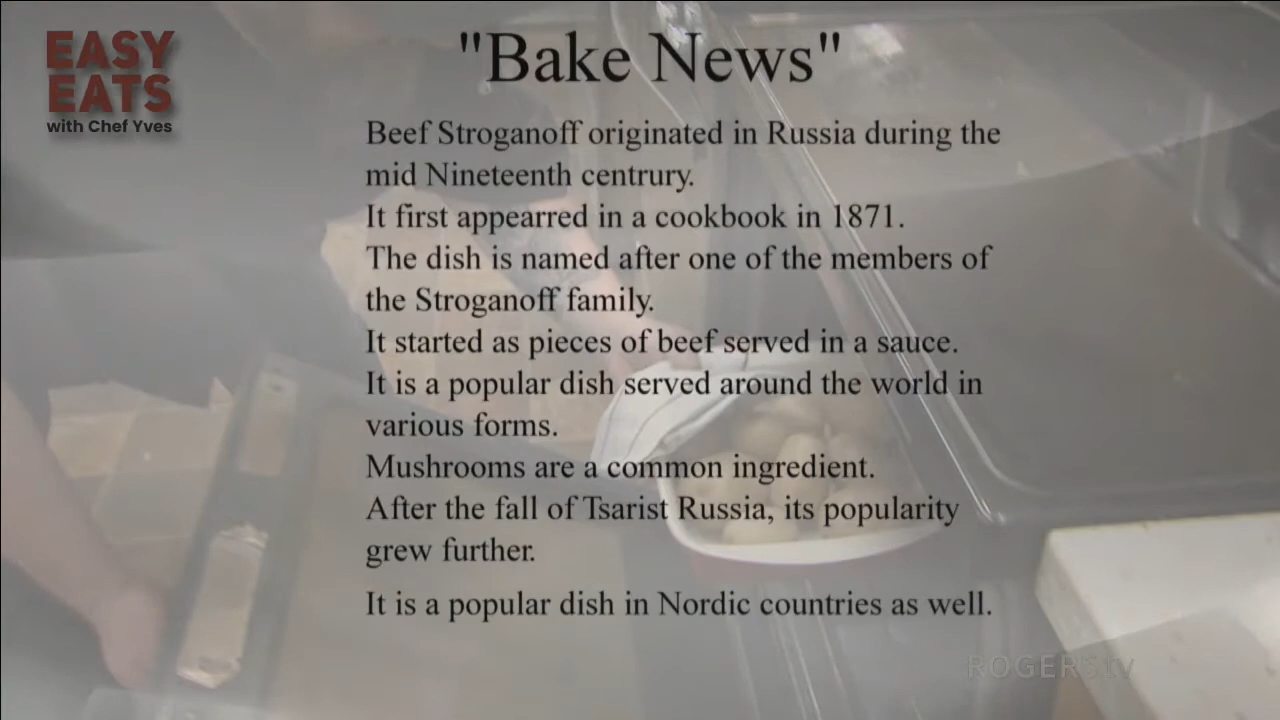 EASY
EATS
with Chef Yves
"Bake News"
Beef Stroganoff originated in Russia during the
mid Nineteenth centrury.
It first appearred in a cookbook in 1871.
The dish is named after one of the members of
the Stroganoff family.
It started as pieces of beef served in a sauce.
It is a popular dish served around the world in
various forms.
Mushrooms are a common ingredient.
After the fall of Tsarist Russia, its popularity
grew further.
It is a popular dish in Nordic countries as well.
ROGERStv